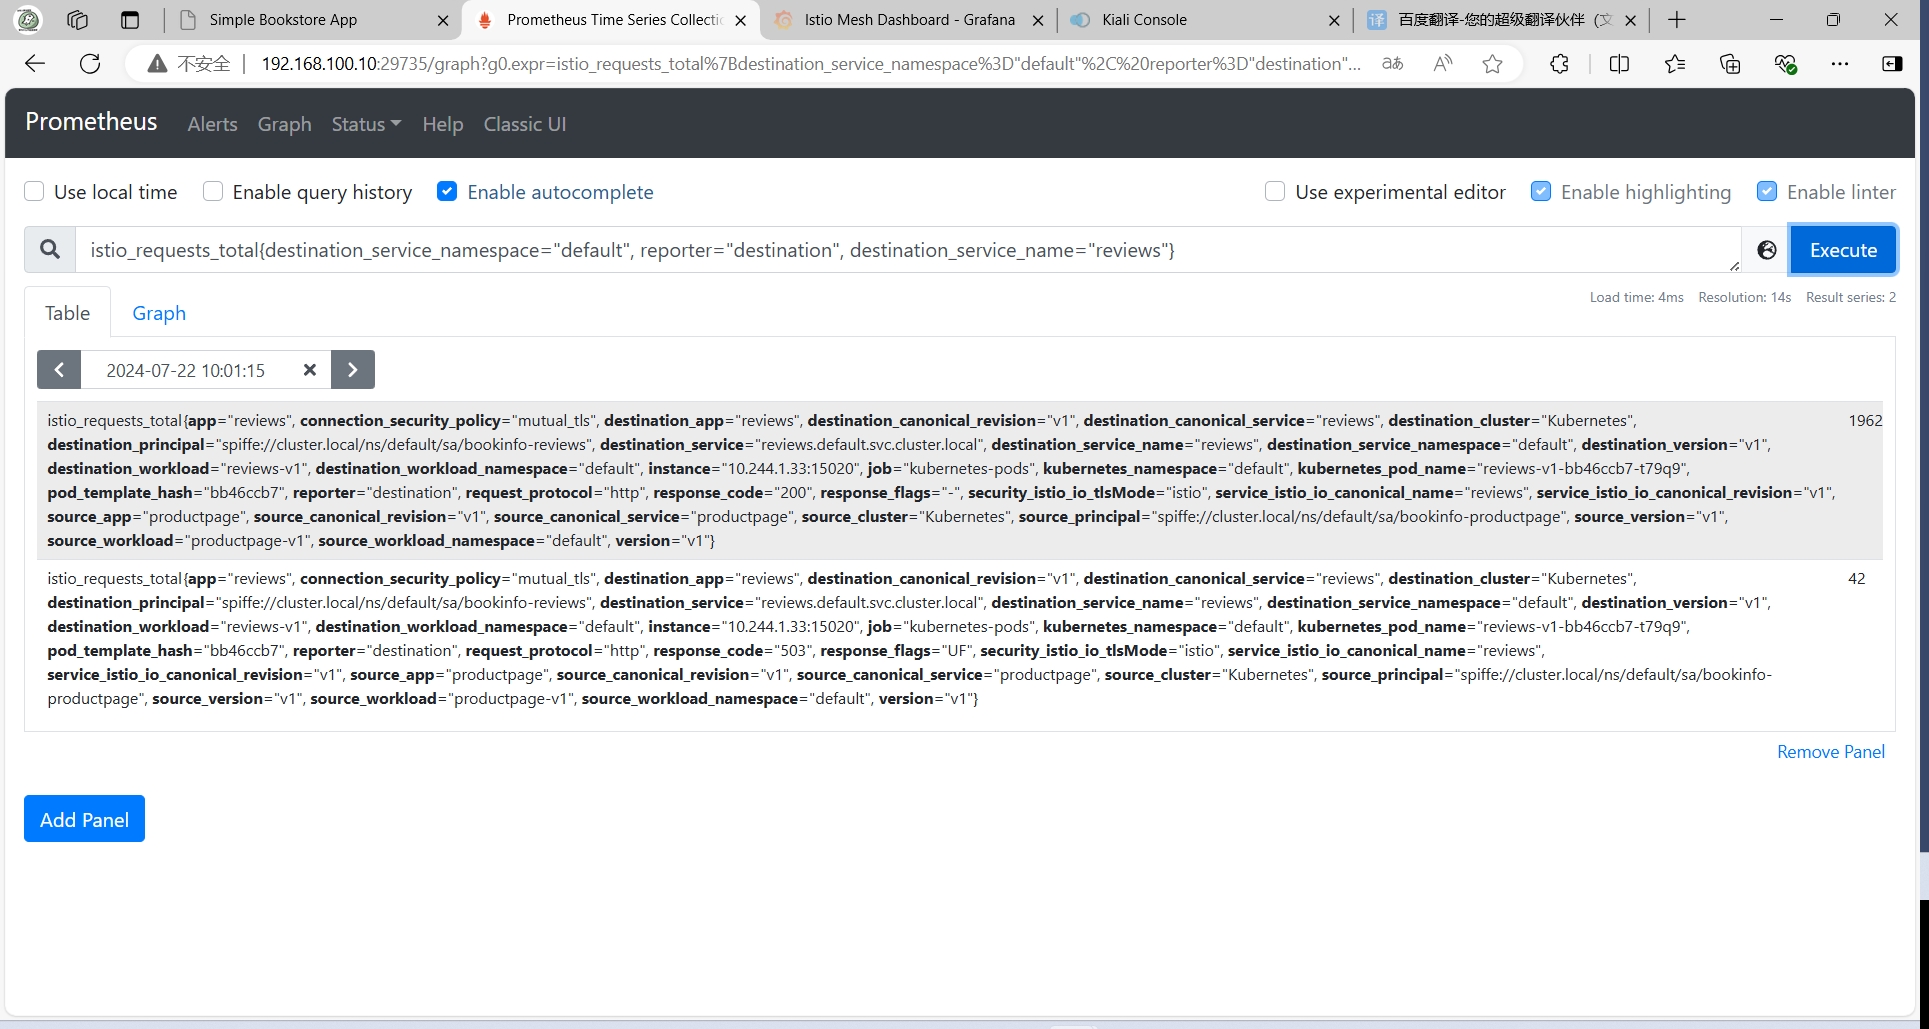 Simple Bookstore App
Prometheus Time Series Collectic
Istio Mesh Dashboard - Grafana
Kiali Console
译 百度翻译-您的超级翻译伙伴 (文
不安全 192.168.100.10:29735/graph?g0.expr=istio_requests_total%7Bdestination_service_namespace%3D"default"%2C%20reporter%3D"destination"... aあ A
Prometheus Alerts Graph Status Help Classic UI
Use local time Enable query history Enable autocomplete Use experimental editor Enable highlighting Enable linter
istio_requests_total{destination_service_namespace="default", reporter="destination", destination_service_name="reviews"} Execute
Load time: 4ms Resolution: 14s Result series: 2
Table Graph
2024-07-22 10:01:15
istio_requests_total{app="reviews", connection_security_policy="mutual_tls", destination_app="reviews", destination_canonical_revision="v1", destination_canonical_service="reviews", destination_cluster="Kubernetes", 1962
destination_principal="spiffe://cluster.local/ns/default/sa/bookinfo-reviews", destination_service="reviews.default.svc.cluster.local", destination_service_name="reviews", destination_service_namespace="default", destination_version="v1",
destination_workload="reviews-v1", destination_workload_namespace="default", instance="10.244.1.33:15020", job="kubernetes-pods", kubernetes_namespace="default", kubernetes_pod_name="reviews-v1-bb46ccb7-t79q9",
pod_template_hash="bb46ccb7", reporter="destination", request_protocol="http", response_code="200", response_flags="-", security_istio_io_tlsMode="istio", service_istio_io_canonical_name="reviews", service_istio_io_canonical_revision="v1",
source_app="productpage", source_canonical_revision="v1", source_canonical_service="productpage", source_cluster="Kubernetes", source_principal="spiffe://cluster.local/ns/default/sa/bookinfo-productpage", source_version="v1",
source_workload="productpage-v1", source_workload_namespace="default", version="v1"}
istio_requests_total{app="reviews", connection_security_policy="mutual_tls", destination_app="reviews", destination_canonical_revision="v1", destination_canonical_service="reviews", destination_cluster="Kubernetes", 42
destination_principal="spiffe://cluster.local/ns/default/sa/bookinfo-reviews", destination_service="reviews.default.svc.cluster.local", destination_service_name="reviews", destination_service_namespace="default", destination_version="v1",
destination_workload="reviews-v1", destination_workload_namespace="default", instance="10.244.1.33:15020", job="kubernetes-pods", kubernetes_namespace="default", kubernetes_pod_name="reviews-v1-bb46ccb7-t79q9",
pod_template_hash="bb46ccb7", reporter="destination", request_protocol="http", response_code="503", response_flags="UF", security_istio_io_tlsMode="istio", service_istio_io_canonical_name="reviews",
service_istio_io_canonical_revision="v1", source_app="productpage", source_canonical_revision="v1", source_canonical_service="productpage", source_cluster="Kubernetes", source_principal="spiffe://cluster.local/ns/default/sa/bookinfo-
productpage", source_version="v1", source_workload="productpage-v1", source_workload_namespace="default", version="v1"}
Remove Panel
Add Panel